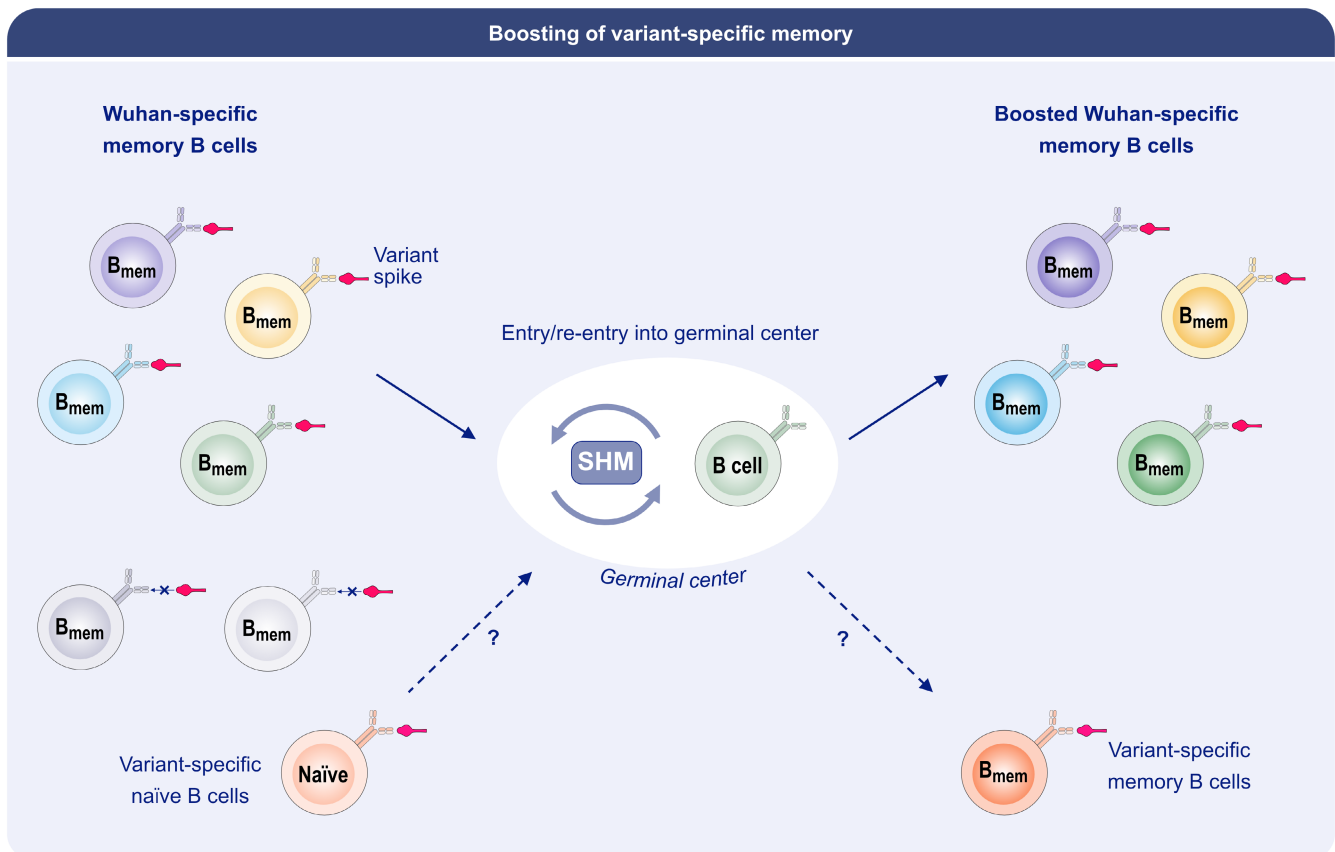 Boosting of variant-specific memory
Wuhan-specific
memory B cells
Boosted Wuhan-specific
memory B cells
Bmem
Variant
spike
Bmem
Bmem
Bmem
Entry/re-entry into germinal center
SHM
B cell
Germinal center
Bmem
Bmem
Bmem
Bmem
Bmem
Bmem
?
?
Naïve
Variant-specific
naïve B cells
Bmem
Variant-specific
memory B cells